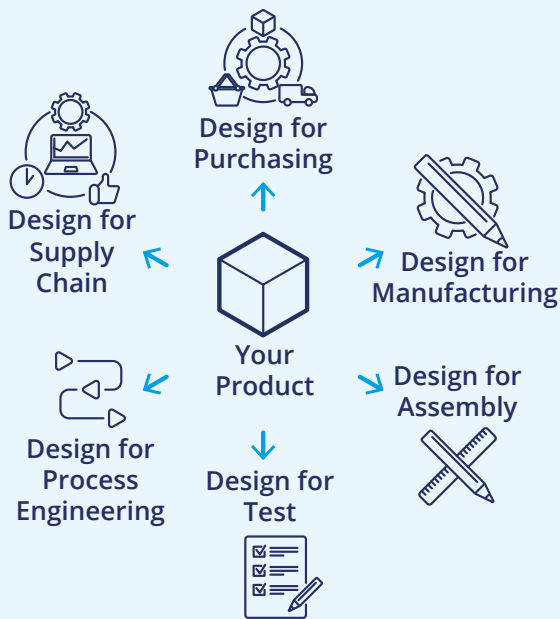 Design for
Purchasing
Design for
Supply
Chain
Design for
Manufacturing
Your
Product
Design for
Assembly
Design for
Process
Engineering
Design for
Test